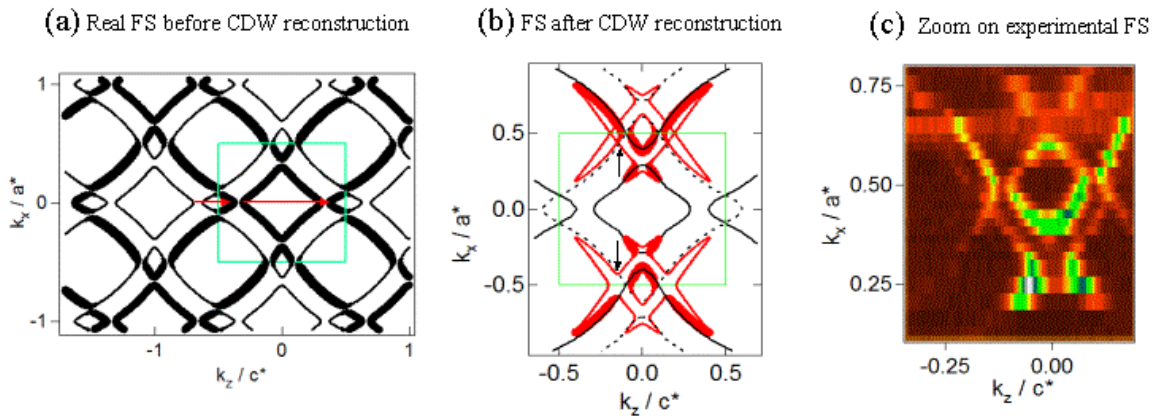 (a) Real FS before CDW reconstruction
1
0
-1
k_x / a*
-1 0 1
k_z / c*
(b) FS after CDW reconstruction
0.5
0.0
-0.5
k_x / a*
-0.5 0.0 0.5
k_z / c*
(c) Zoom on experimental FS
0.75
0.50
0.25
k_x / a*
-0.25 0.00
k_z / c*